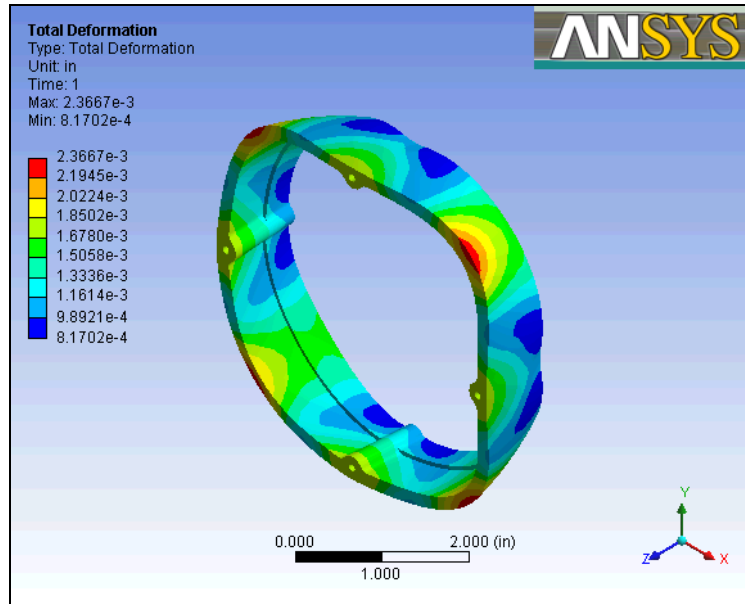 Total Deformation
Type: Total Deformation
Unit: in
Time: 1
Max: 2.3667e-3
Min: 8.1702e-4
ANSYS
2.3667e-3
2.1945e-3
2.0224e-3
1.8502e-3
1.6780e-3
1.5058e-3
1.3336e-3
1.1614e-3
9.8921e-4
8.1702e-4
0.000 2.000 (in)
1.000
Y
Z X